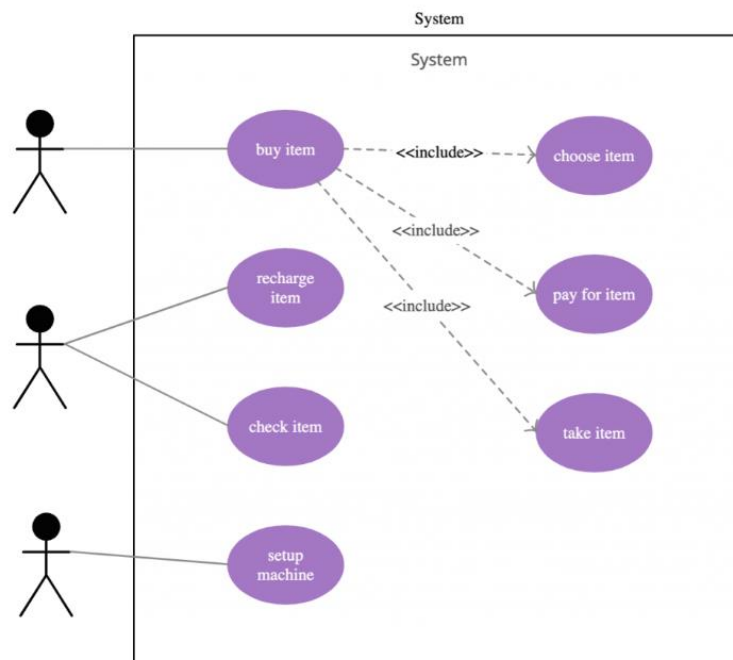 System
System
buy item
<<include>>
choose item
<<include>>
recharge
item
pay for item
<<include>>
check item
take item
setup
machine